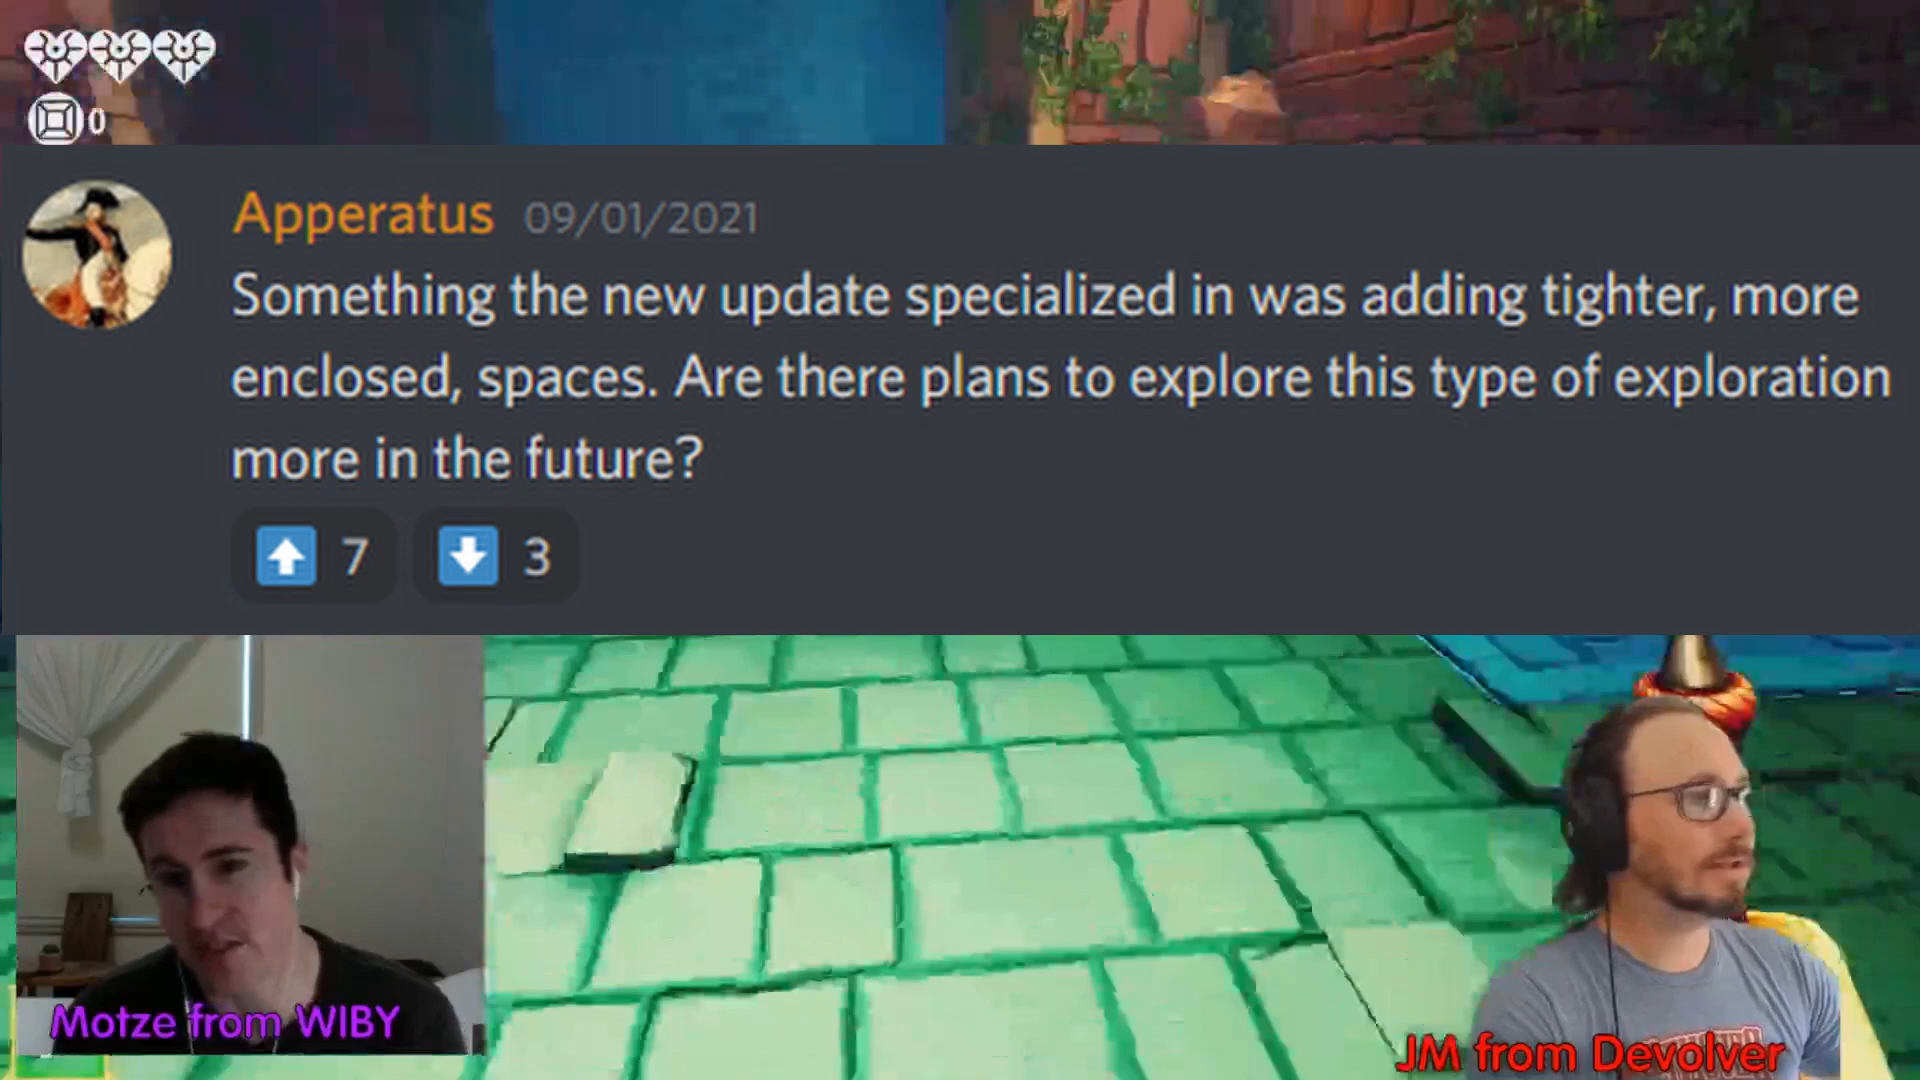 0
Apperatus 09/01/2021
Something the new update specialized in was adding tighter, more
enclosed, spaces. Are there plans to explore this type of exploration
more in the future?
7 3
Motze from WIBY
JM from Devolver